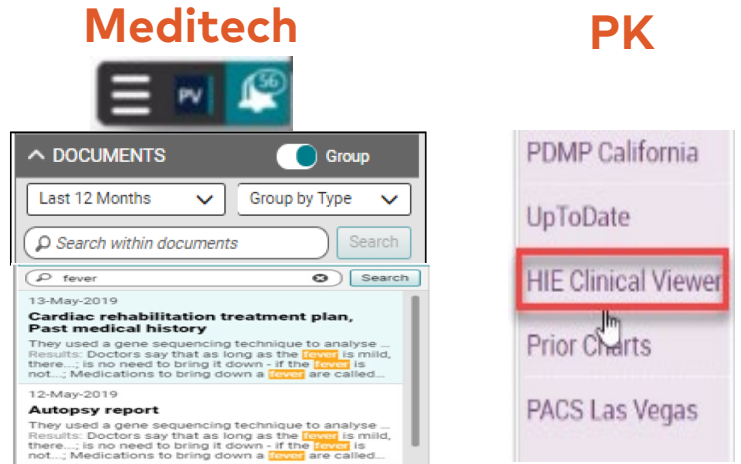 Meditech
PV
56
DOCUMENTS
Group
Last 12 Months
Group by Type
Search within documents
Search
fever
Search
13-May-2019
Cardiac rehabilitation treatment plan,
Past medical history
They used a gene sequencing technique to analyse ...
Results: Doctors say that as long as the fever is mild,
there...; is no need to bring it down - if the fever is
not...; Medications to bring down a fever are called...
12-May-2019
Autopsy report
They used a gene sequencing technique to analyse ...
Results: Doctors say that as long as the fever is mild,
there...; is no need to bring it down - if the fever is
not...; Medications to bring down a fever are called...
PK
PDMP California
UpToDate
HIE Clinical Viewer
Prior Charts
PACS Las Vegas